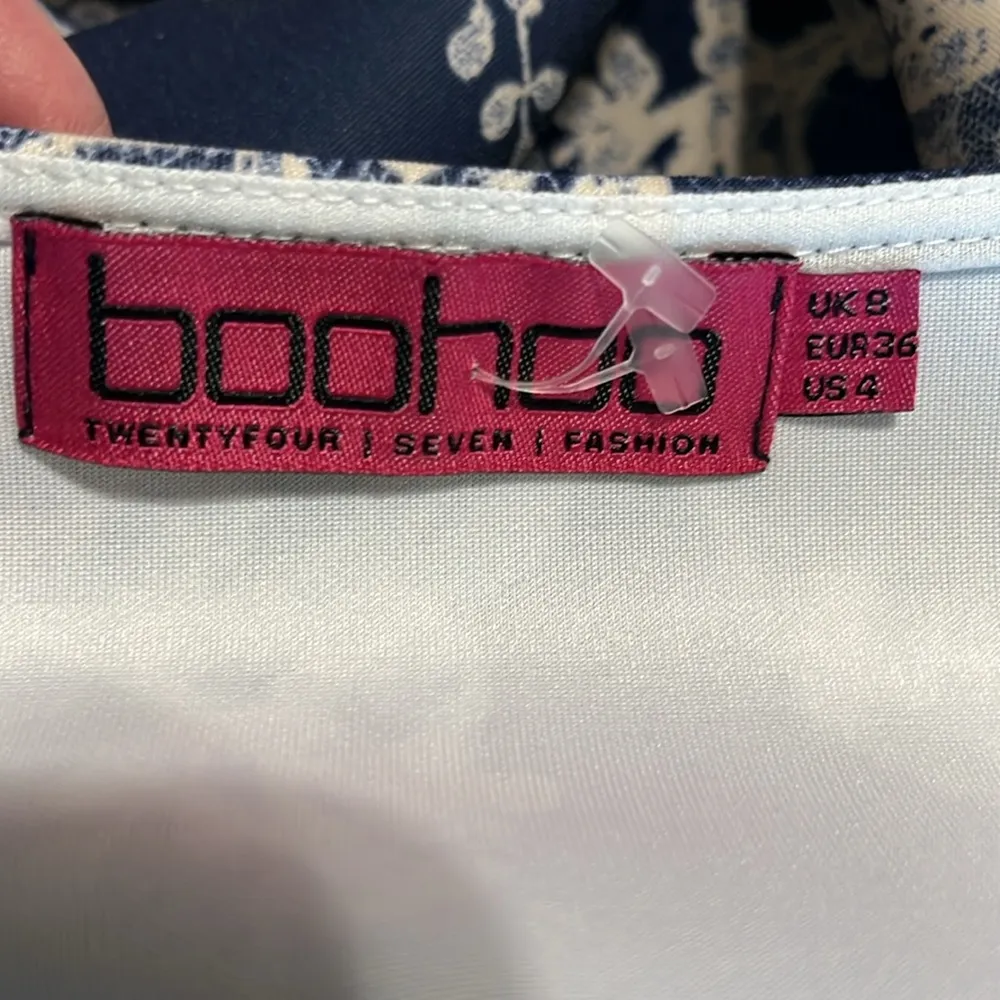 boohoo
TWENTYFOUR | SEVEN | FASHION
UK 8
EUR 36
US 4